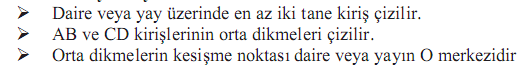 ➤ Daire veya yay üzerinde en az iki tane kiriş çizilir.
➤ AB ve CD kirişlerinin orta dikmeleri çizilir.
➤ Orta dikmelerin kesişme noktası daire veya yayın O merkezidir